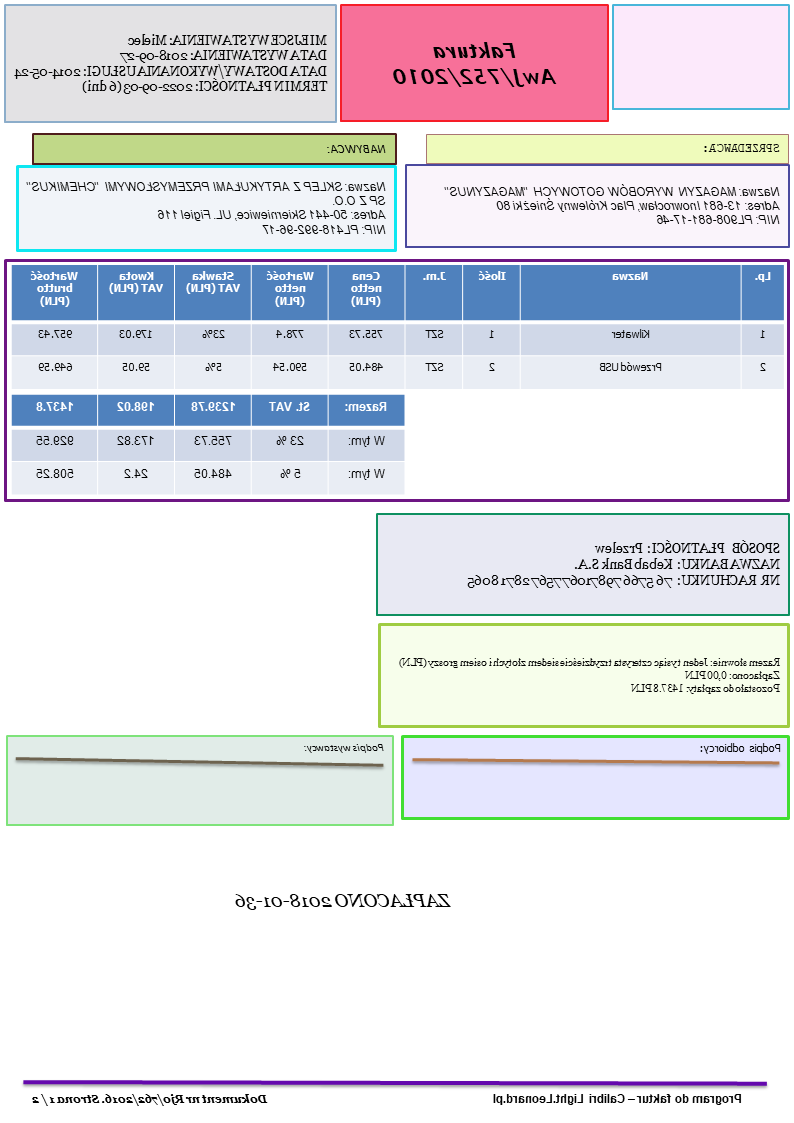 Faktura
AwJ/752/2010
MIEJSCE WYSTAWIENIA: Mielec
DATA WYSTAWIENIA: 2018-09-27
DATA DOSTAWY/WYKONANIA USŁUGI: 2014-05-24
TERMIN PŁATNOŚCI: 2022-09-03 (6 dni)
SPRZEDAWCA:
Nazwa: MAGAZYN WYROBÓW GOTOWYCH "MAGAZYNUS"
Adres: 13-681 Inowrocław, Plac Królewny Śnieżki 80
NIP: PL908-681-17-46
NABYWCA:
Nazwa: SKLEP Z ARTYKUŁAMI PRZEMYSŁOWYMI "CHEMIKUS"
SP Z O.O.
Adres: 50-441 Skierniewice, UL. Figiel 116
NIP: PL418-992-96-17
Lp. Nazwa Ilość J.m. Cena netto (PLN) Wartość netto (PLN) Stawka VAT (PLN) Kwota VAT (PLN) Wartość brutto (PLN)
1 Kilwater 1 SZT 755.73 778.4 23% 179.03 957.43
2 Przewód USB 2 SZT 484.05 590.54 5% 59.05 649.59
Razem: St. VAT 1239.78 198.02 1437.8
W tym: 23 % 755.73 173.82 929.55
W tym: 5 % 484.05 24.2 508.25
SPOSÓB PŁATNOŚCI: Przelew
NAZWA BANKU: Kebab Bank S.A.
NR RACHUNKU: 76 576679871067756728718065
Razem słownie: Jeden tysiąc czterysta trzydzieści siedem złotych i osiem groszy (PLN)
Zapłacono: 0,00 PLN
Pozostało do zapłaty: 1437.8 PLN
Podpis odbiorcy:
Podpis wystawcy:
ZAPŁACONO 2018-01-36
Program do faktur – Calibri Light.Leonard.pl
Dokument nr nr Rjo/762/2016. Strona 1 / 2